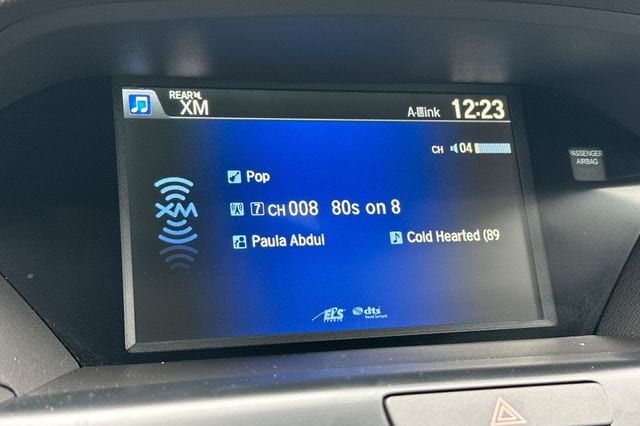 REAR
XM
A-Link 12:23
CH 04
PASSENGER
AIRBAG
Pop
XM
7 CH 008 80s on 8
Paula Abdul
Cold Hearted (89
ELS
STUDIO
dts